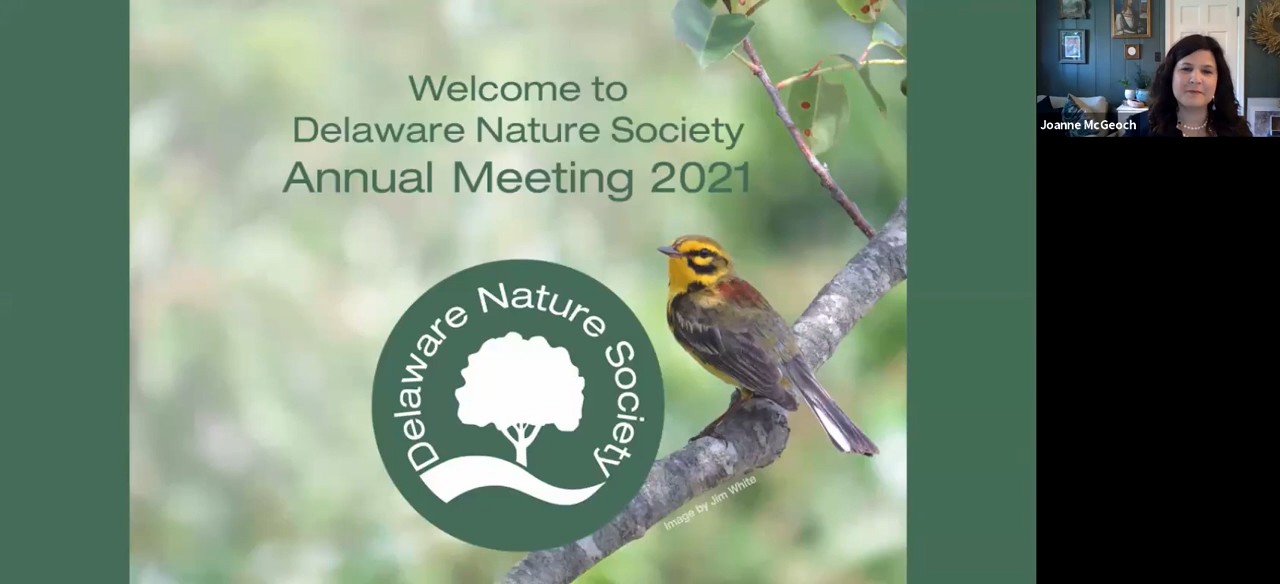 Welcome to
Delaware Nature Society
Annual Meeting 2021
Delaware Nature Society
Image by Jim White
Joanne McGeoch